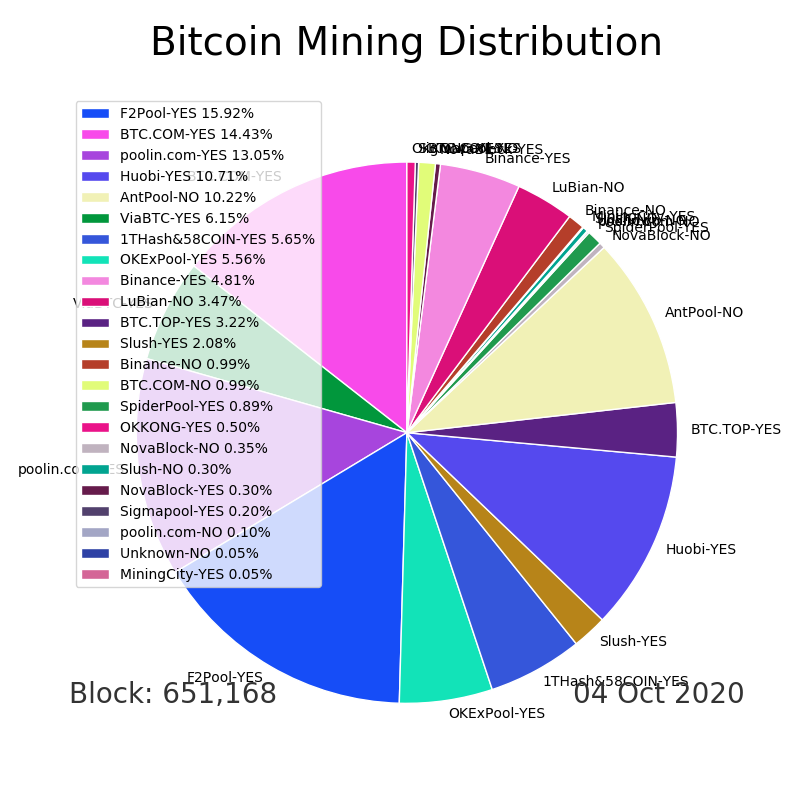 Bitcoin Mining Distribution
F2Pool-YES 15.92%
BTC.COM-YES 14.43%
poolin.com-YES 13.05%
Huobi-YES 10.71%
AntPool-NO 10.22%
ViaBTC-YES 6.15%
1THash&58COIN-YES 5.65%
OKExPool-YES 5.56%
Binance-YES 4.81%
LuBian-NO 3.47%
BTC.TOP-YES 3.22%
Slush-YES 2.08%
Binance-NO 0.99%
BTC.COM-NO 0.99%
SpiderPool-YES 0.89%
OKKONG-YES 0.50%
NovaBlock-NO 0.35%
Slush-NO 0.30%
NovaBlock-YES 0.30%
Sigmapool-YES 0.20%
poolin.com-NO 0.10%
Unknown-NO 0.05%
MiningCity-YES 0.05%
Binance-YES
LuBian-NO
Binance-NO
SpiderPool-YES
NovaBlock-NO
AntPool-NO
BTC.TOP-YES
Huobi-YES
Slush-YES
1THash&58COIN-YES
OKExPool-YES
F2Pool-YES
Block: 651,168
04 Oct 2020